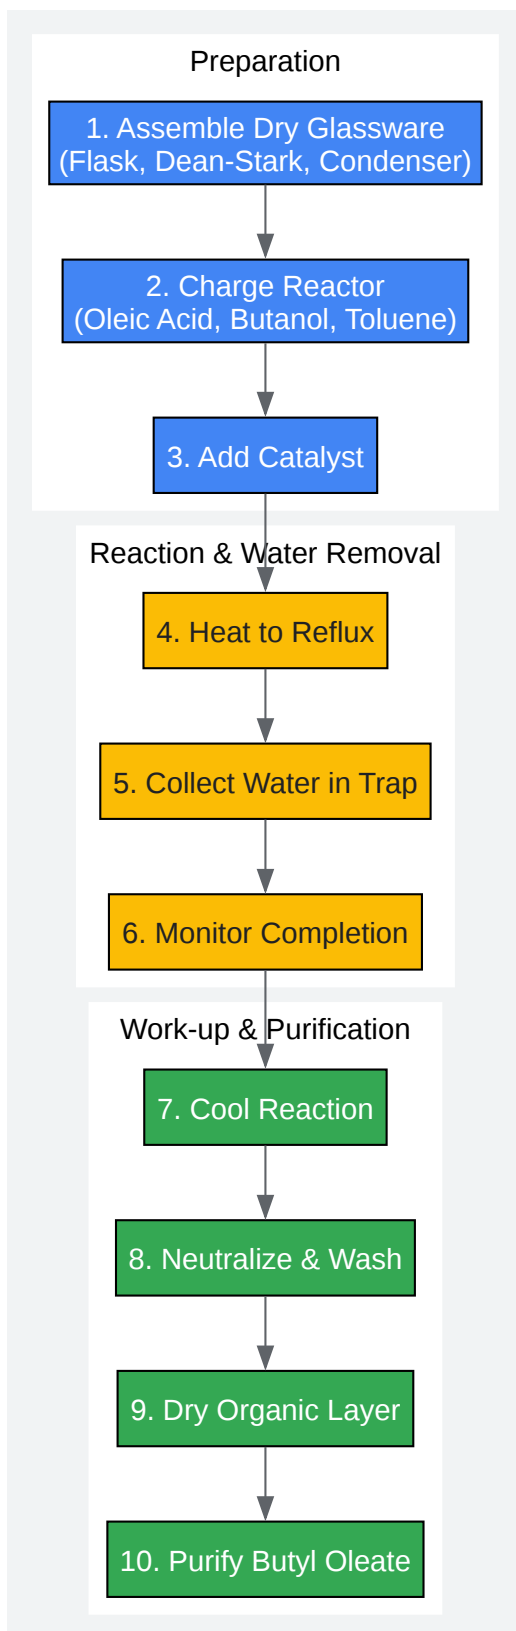 Preparation
1. Assemble Dry Glassware
(Flask, Dean-Stark, Condenser)
2. Charge Reactor
(Oleic Acid, Butanol, Toluene)
3. Add Catalyst
Reaction & Water Removal
4. Heat to Reflux
5. Collect Water in Trap
6. Monitor Completion
Work-up & Purification
7. Cool Reaction
8. Neutralize & Wash
9. Dry Organic Layer
10. Purify Butyl Oleate